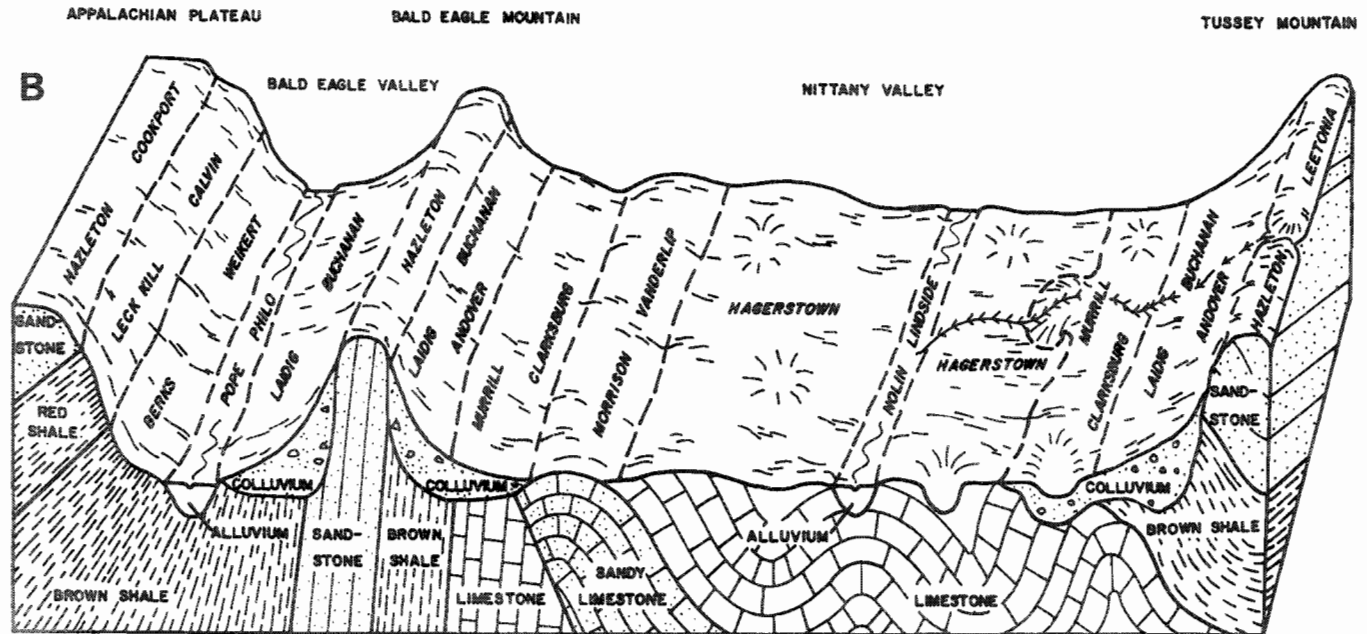 APPALACHIAN PLATEAU
BALD EAGLE MOUNTAIN
TUSSEY MOUNTAIN
B
BALD EAGLE VALLEY
NITTANY VALLEY
COOKPORT
HAZLETON
CALVIN
LECK KILL
WEIKERT
BERKS
PHILO
POPE
BUCHANAN
LAIDIG
HAZLETON
LAIDIG
BUCHANAN
ANDOVER
MURRILL
CLARKSBURG
VANDERLIP
MORRISON
HAGERSTOWN
LINDSIDE
NOLIN
HAGERSTOWN
MURRILL
CLARKSBURG
BUCHANAN
LAIDIG
ANDOVER
LEETONIA
HAZLETON
SAND-
STONE
RED
SHALE
BROWN SHALE
ALLUVIUM
COLLUVIUM
SAND-
STONE
BROWN
SHALE
COLLUVIUM
LIMESTONE
SANDY
LIMESTONE
ALLUVIUM
LIMESTONE
COLLUVIUM
BROWN SHALE
SAND-
STONE